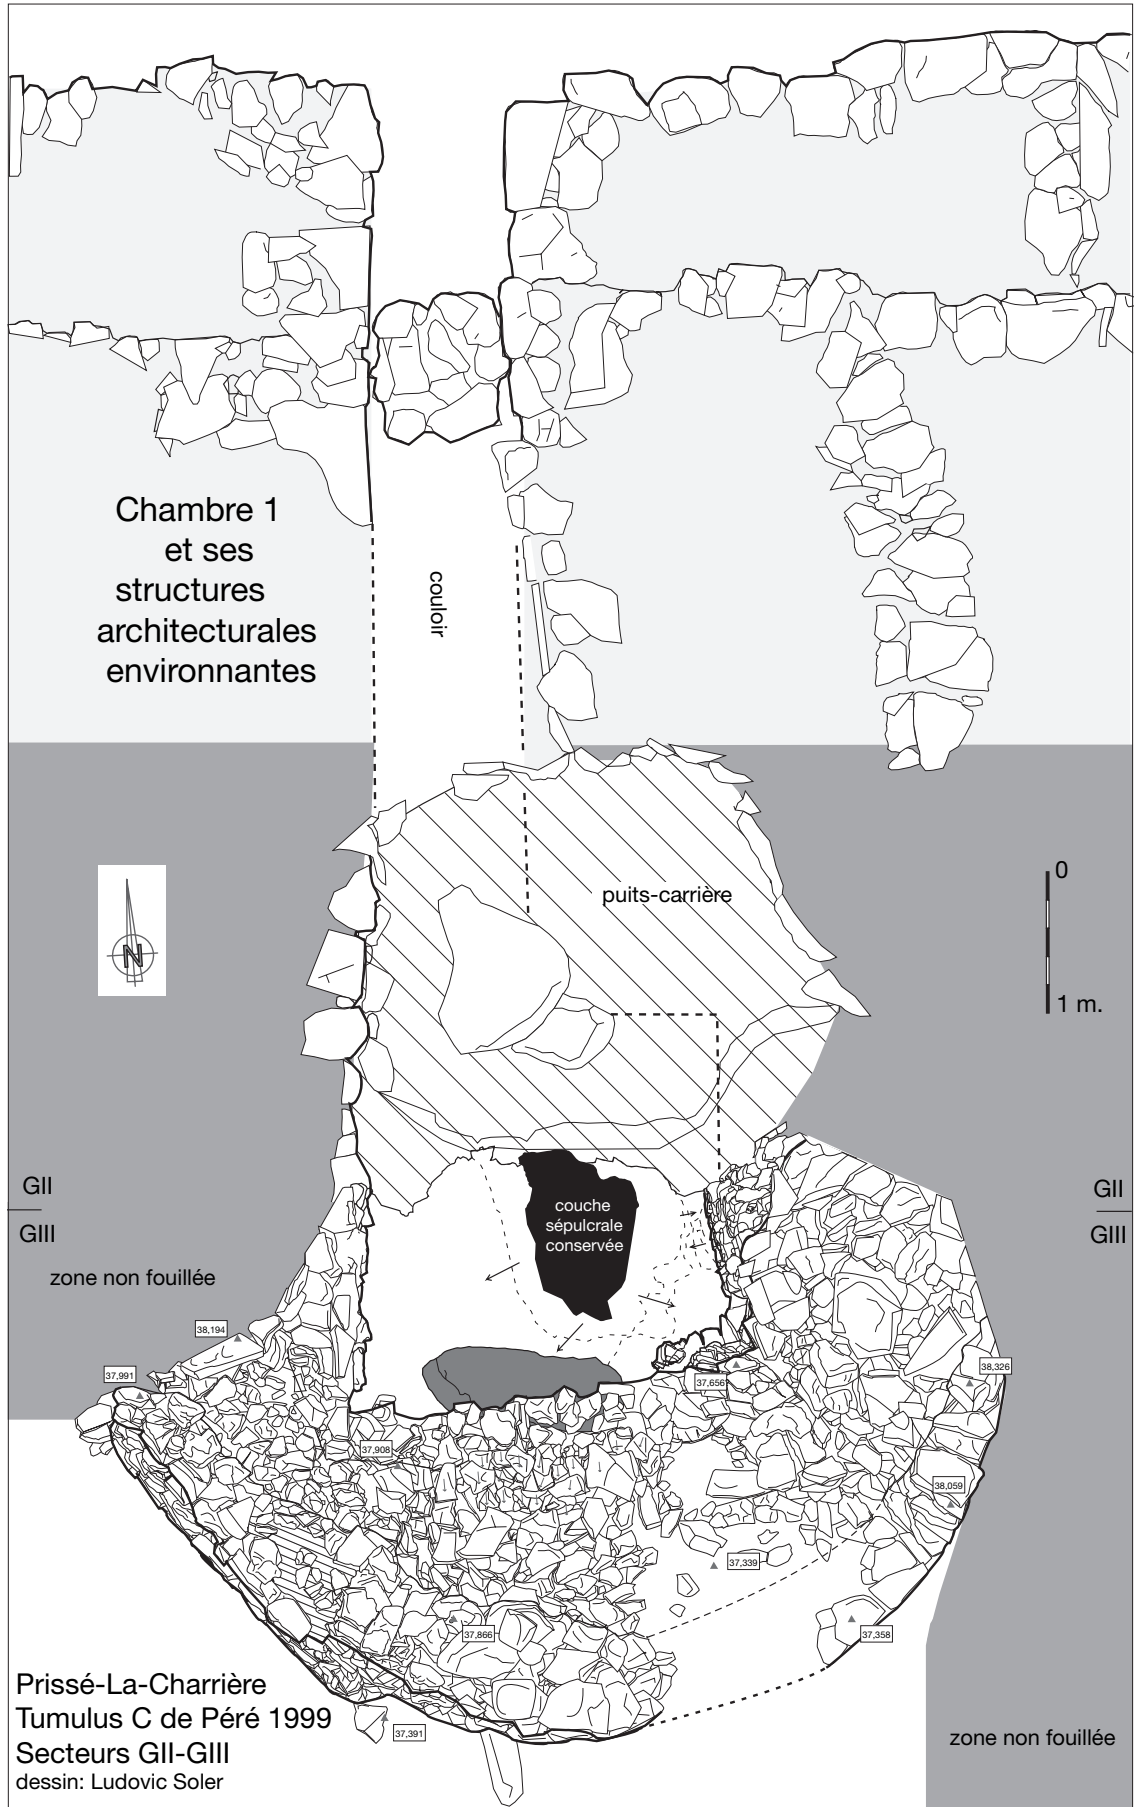 Chambre 1
et ses
structures
architecturales
environnantes
couloir
puits-carrière
N
0
1 m.
GII
GIII
GII
GIII
couche
sépulcrale
conservée
zone non fouillée
38,194
37,991
37,656
38,326
37,908
38,059
37,339
37,866
37,358
37,391
Prissé-La-Charrière
Tumulus C de Péré 1999
Secteurs GII-GIII
dessin: Ludovic Soler
zone non fouillée